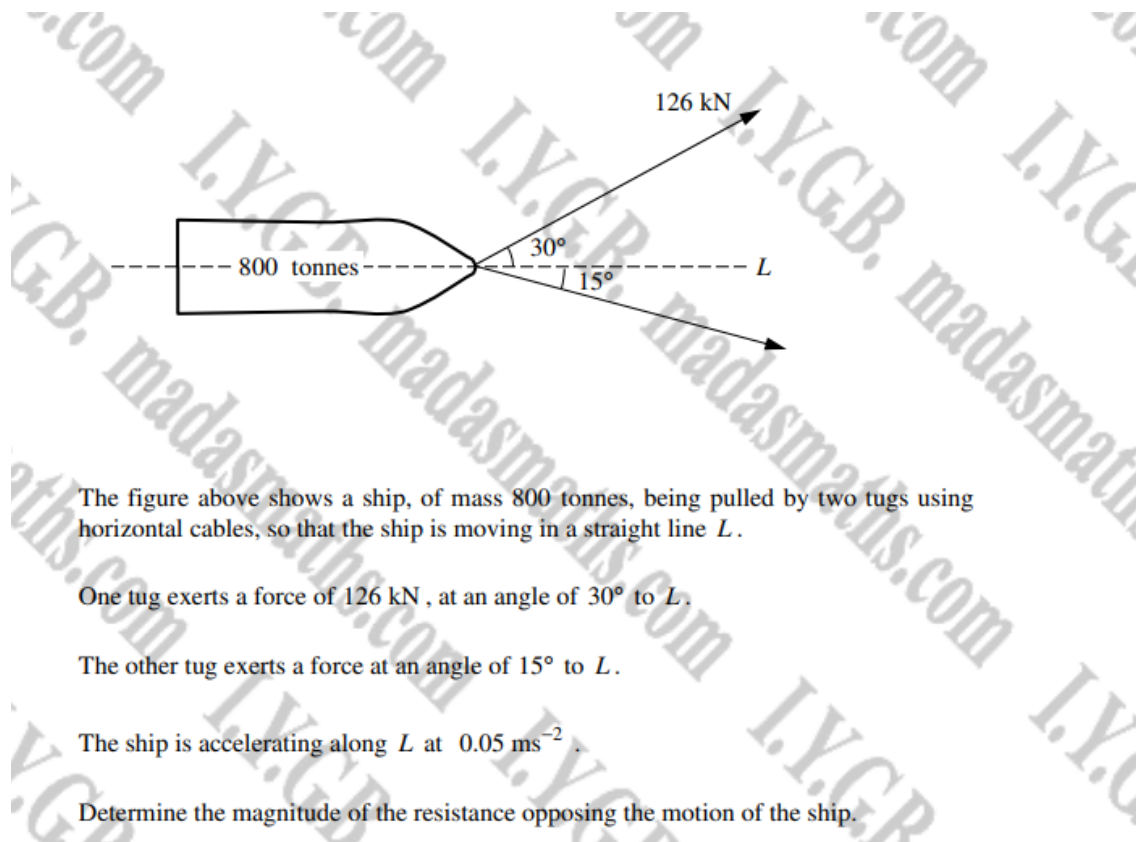 126 kN
30°
800 tonnes
L
15°
The figure above shows a ship, of mass 800 tonnes, being pulled by two tugs using
horizontal cables, so that the ship is moving in a straight line L.
One tug exerts a force of 126 kN, at an angle of 30° to L.
The other tug exerts a force at an angle of 15° to L.
The ship is accelerating along L at 0.05 ms⁻².
Determine the magnitude of the resistance opposing the motion of the ship.
I.Y.G.B. madasmaths.com I.Y.G.B. madasmaths.com